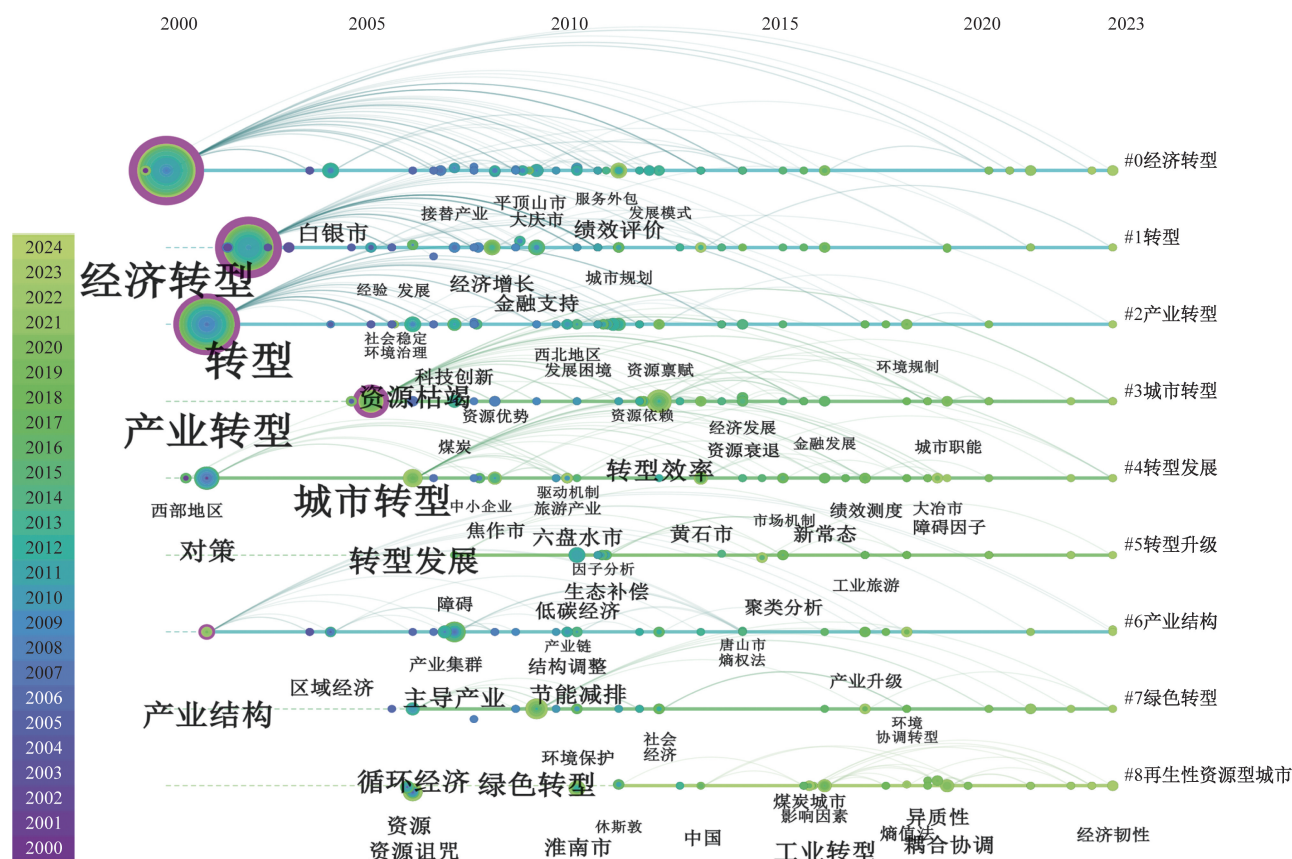 2000 2005 2010 2015 2020 2023
#0经济转型
平顶山市 服务外包
接替产业 大庆市 发展模式
白银市 绩效评价
#1转型
2024
2023
2022
2021
2020
2019
2018
2017
2016
2015
2014
2013
2012
2011
2010
2009
2008
2007
2006
2005
2004
2003
2002
2001
2000
经济转型
经验 发展 经济增长 城市规划
金融支持
#2产业转型
社会稳定
环境治理
转型
西北地区
发展困境 资源禀赋 环境规制
科技创新
资源枯竭
#3城市转型
资源优势 资源依赖
产业转型
经济发展
煤炭 资源衰退 金融发展 城市职能
转型效率
#4转型发展
城市转型
西部地区 中小企业 驱动机制
旅游产业
绩效测度 大冶市
对策 焦作市 六盘水市 黄石市 市场机制 新常态 障碍因子
#5转型升级
转型发展
因子分析
生态补偿 工业旅游
障碍 低碳经济 聚类分析
#6产业结构
产业链 唐山市
熵权法
产业集群 结构调整
区域经济 主导产业 节能减排 产业升级
#7绿色转型
产业结构
环境
协调转型
社会
经济
环境保护
循环经济 绿色转型
#8再生性资源型城市
煤炭城市
影响因素
资源 休斯敦 中国 异质性
熵值法
耦合协调
经济韧性
资源诅咒 淮南市 工业转型